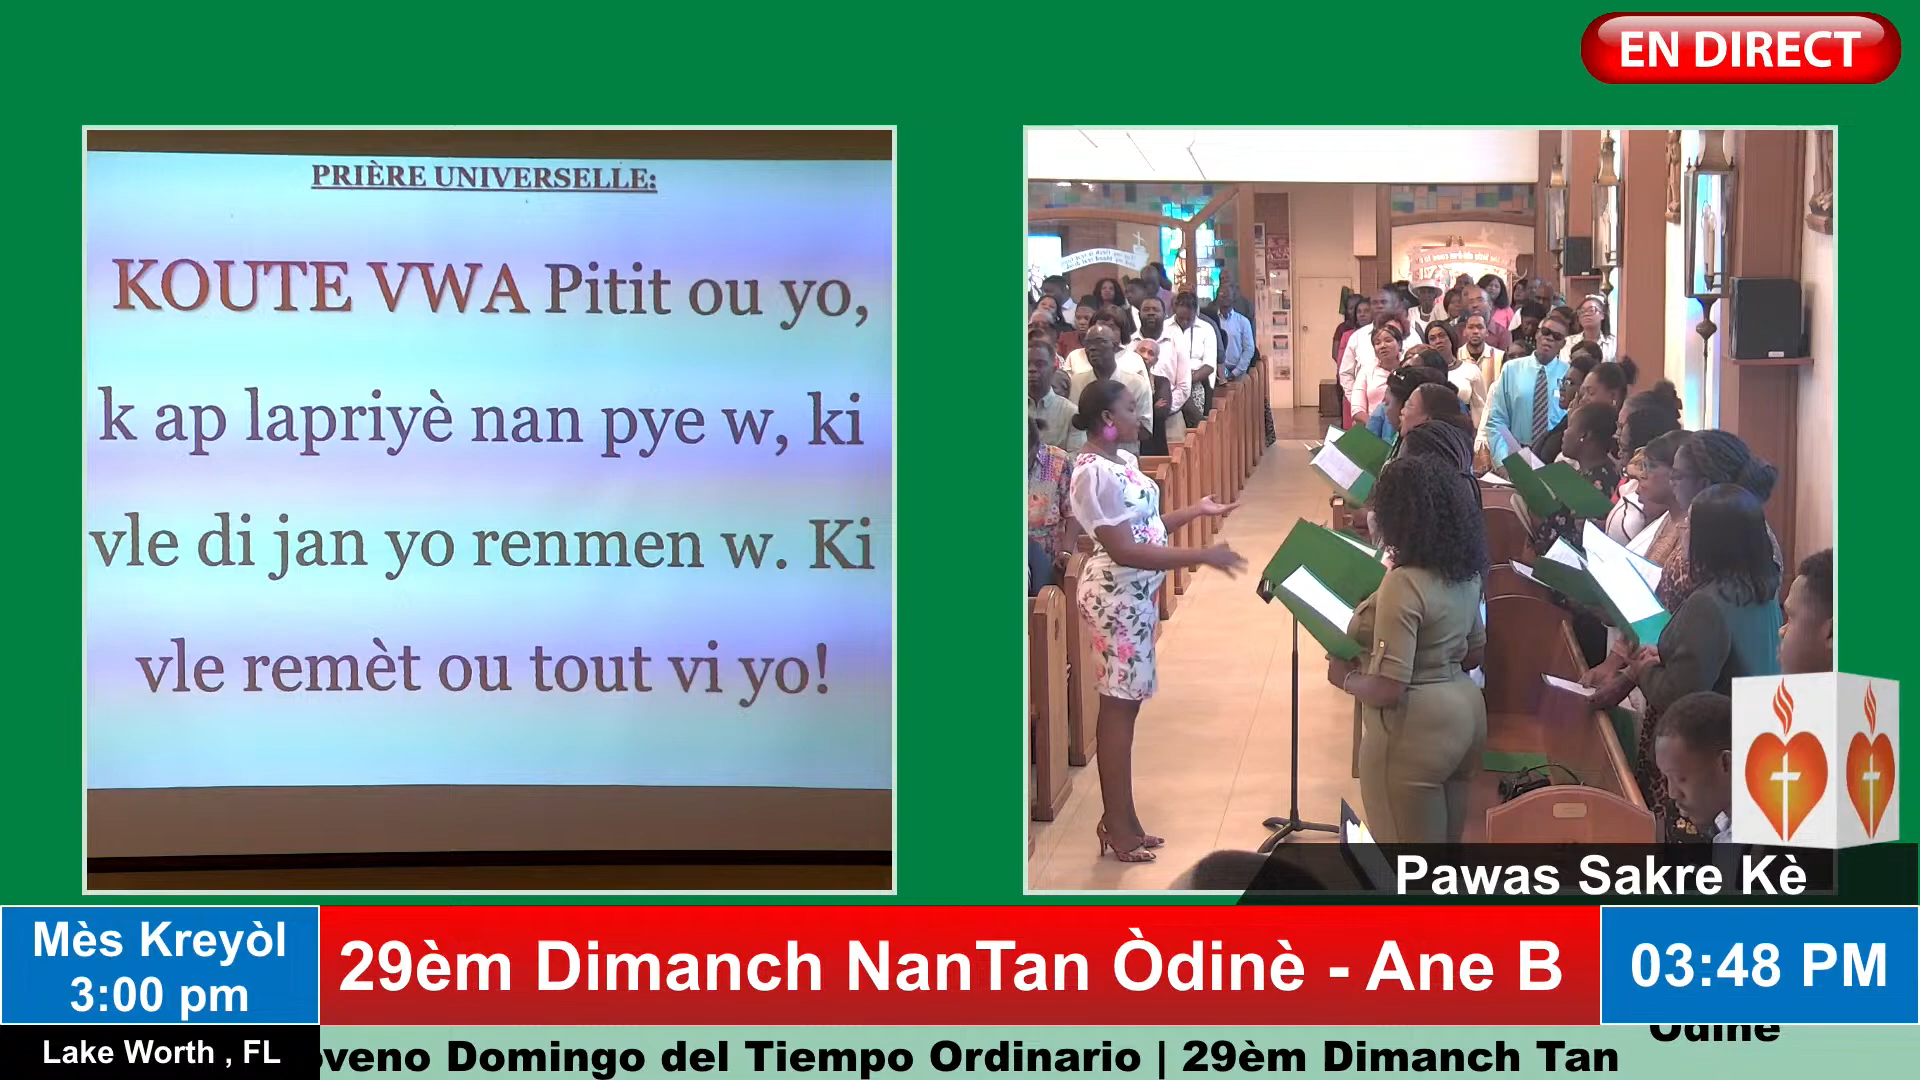 EN DIRECT
PRIÈRE UNIVERSELLE:
KOUTE VWA Pitit ou yo,
k ap lapriyè nan pye w, ki
vle di jan yo renmen w. Ki
vle remèt ou tout vi yo!
Pawas Sakre Kè
Mès Kreyòl
3:00 pm
29èm Dimanch NanTan Òdinè - Ane B
03:48 PM
Lake Worth , FL
oveno Domingo del Tiempo Ordinario | 29èm Dimanch Tan
Òdinè